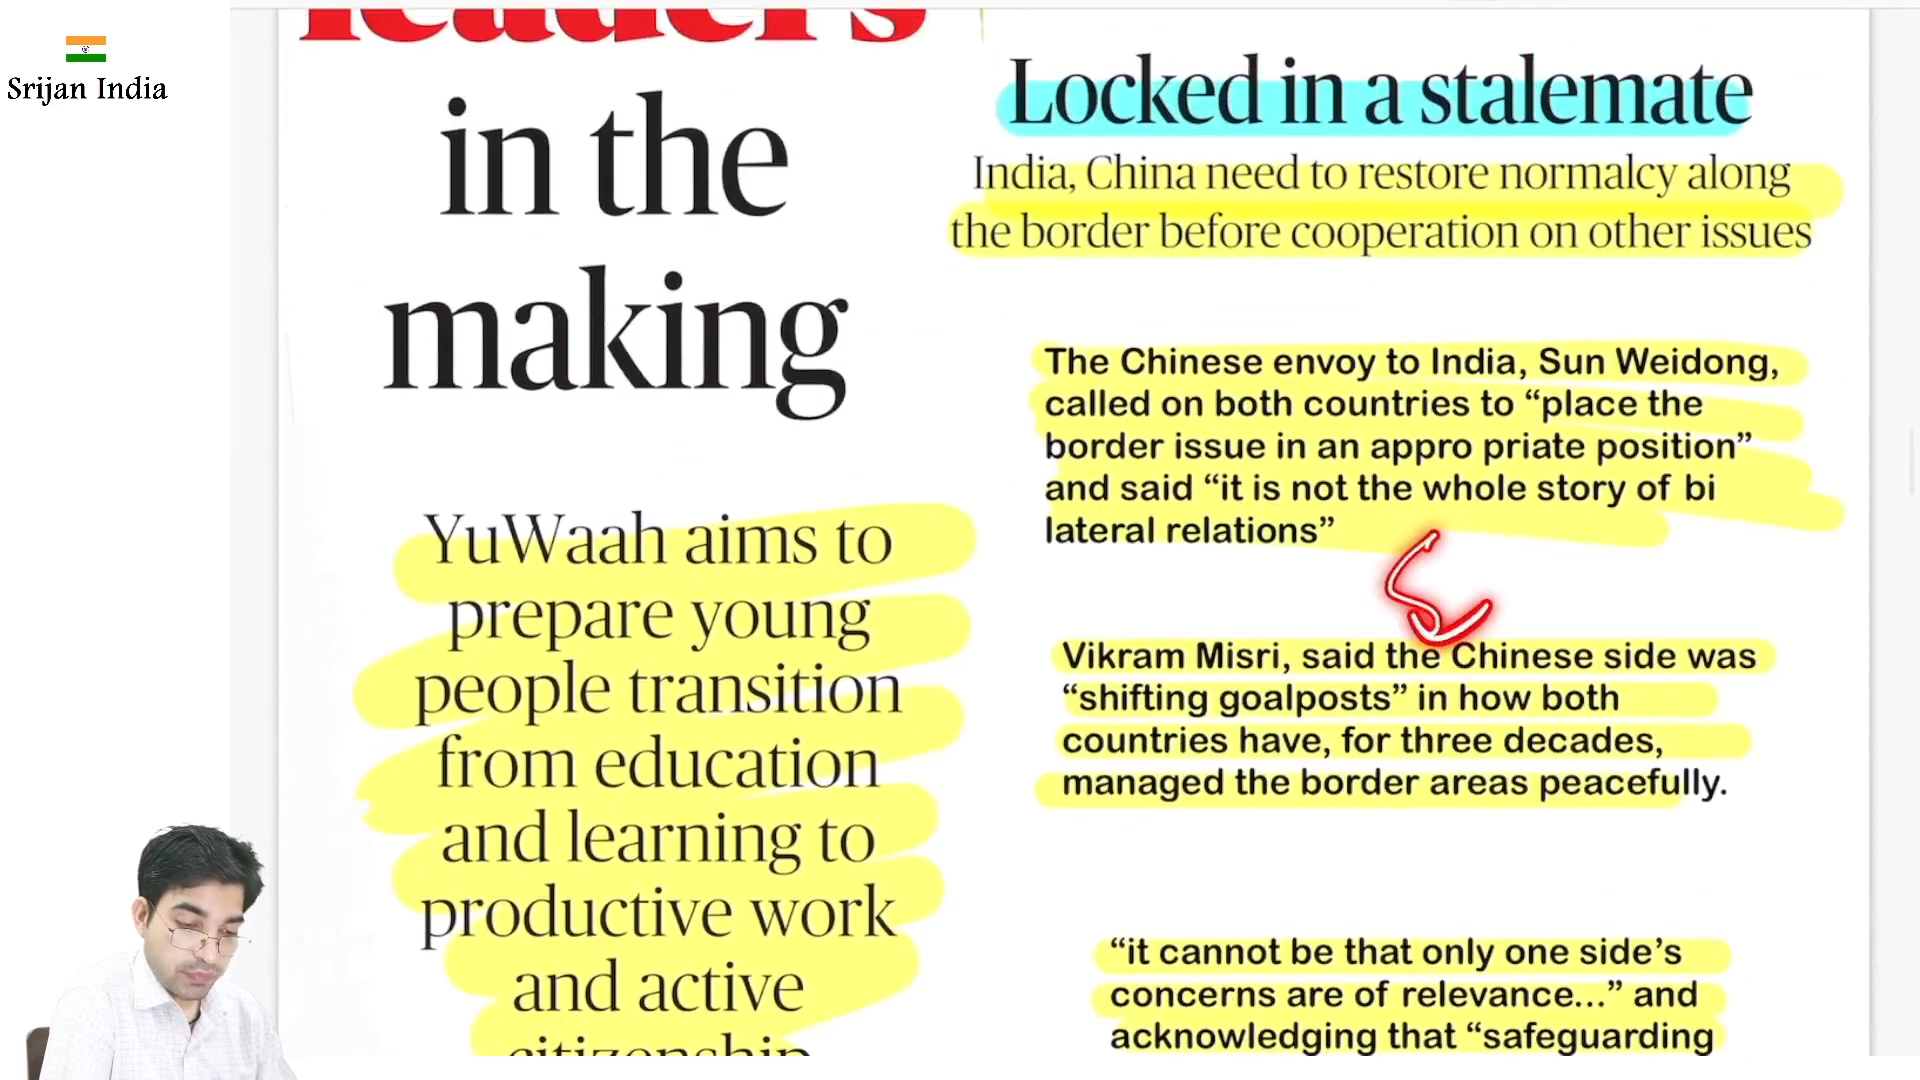 Srijan India
leaders
in the
making
YuWaah aims to
prepare young
people transition
from education
and learning to
productive work
and active
citizenship
Locked in a stalemate
India, China need to restore normalcy along
the border before cooperation on other issues
The Chinese envoy to India, Sun Weidong,
called on both countries to “place the
border issue in an appro priate position”
and said “it is not the whole story of bi
lateral relations”
Vikram Misri, said the Chinese side was
“shifting goalposts” in how both
countries have, for three decades,
managed the border areas peacefully.
“it cannot be that only one side’s
concerns are of relevance...” and
acknowledging that “safeguarding